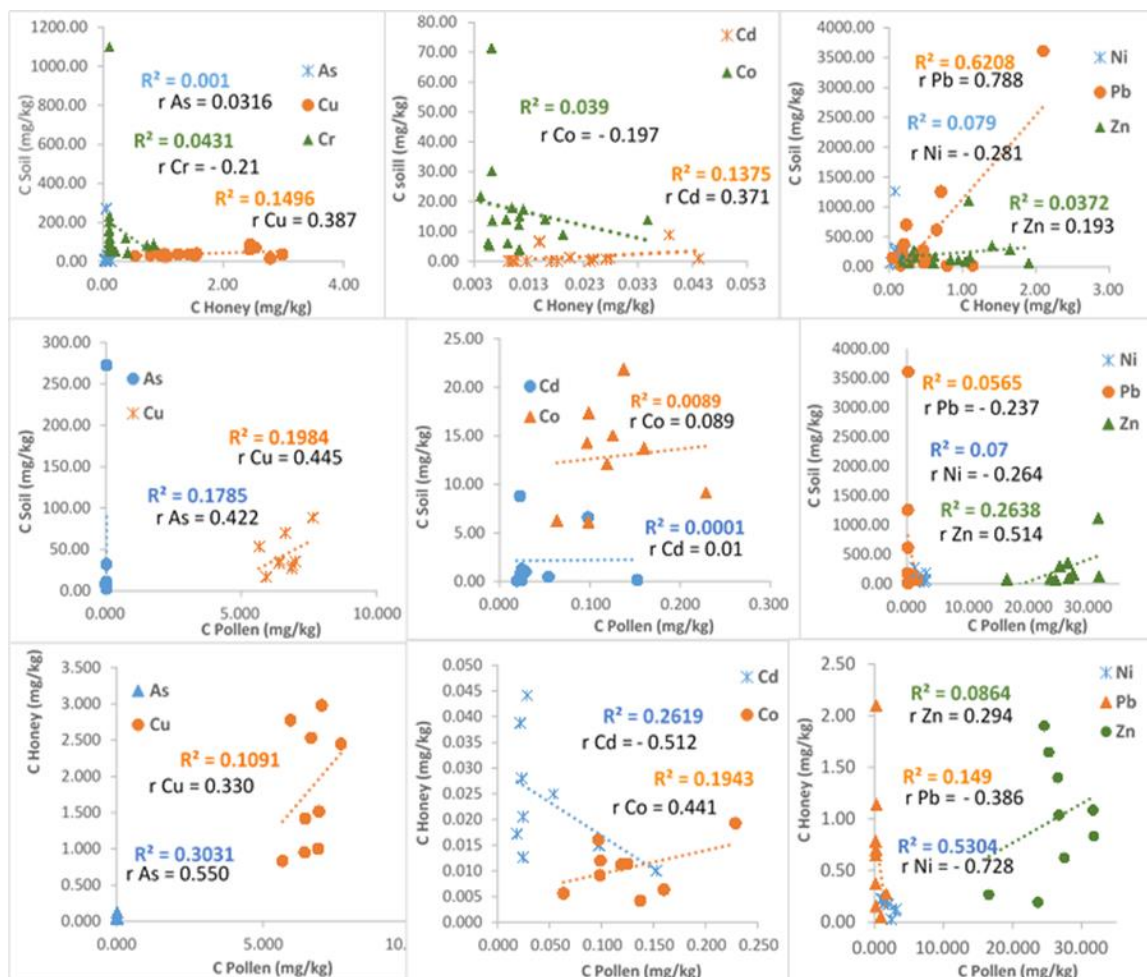 1200.00
1000.00
800.00
600.00
400.00
200.00
0.00
C Soil (mg/kg)
R² = 0.001
r As = 0.0316
R² = 0.0431
r Cr = - 0.21
R² = 0.1496
r Cu = 0.387
As
Cu
Cr
0.00 2.00 4.00
C Honey (mg/kg)
80.00
70.00
60.00
50.00
40.00
30.00
20.00
10.00
0.00
C soill (mg/kg)
Cd
Co
R² = 0.039
r Co = - 0.197
R² = 0.1375
r Cd = 0.371
0.003 0.013 0.023 0.033 0.043 0.053
C Honey (mg/kg)
4000.00
3500.00
3000.00
2500.00
2000.00
1500.00
1000.00
500.00
0.00
C Soil (mg/kg)
R² = 0.6208
r Pb = 0.788
R² = 0.079
r Ni = - 0.281
R² = 0.0372
r Zn = 0.193
Ni
Pb
Zn
0.00 1.00 2.00 3.00
C Honey (mg/kg)
300.00
250.00
200.00
150.00
100.00
50.00
0.00
C Soil (mg/kg)
As
Cu
R² = 0.1984
r Cu = 0.445
R² = 0.1785
r As = 0.422
0.000 5.000 10.000
C Pollen (mg/kg)
25.00
20.00
15.00
10.00
5.00
0.00
C Soil (mg/kg)
Cd
Co
R² = 0.0089
r Co = 0.089
R² = 0.0001
r Cd = 0.01
0.000 0.100 0.200 0.300
C Pollen (mg/kg)
4000.00
3500.00
3000.00
2500.00
2000.00
1500.00
1000.00
500.00
0.00
C Soil (mg/kg)
R² = 0.0565
r Pb = - 0.237
R² = 0.07
r Ni = - 0.264
R² = 0.2638
r Zn = 0.514
Ni
Pb
Zn
0.000 10.000 20.000 30.000
C Pollen (mg/kg)
3.500
3.000
2.500
2.000
1.500
1.000
0.500
0.000
C Honey (mg/kg)
As
Cu
R² = 0.1091
r Cu = 0.330
R² = 0.3031
r As = 0.550
0.000 5.000 10.
C Pollen (mg/kg)
0.050
0.045
0.040
0.035
0.030
0.025
0.020
0.015
0.010
0.005
0.000
C Honey (mg/kg)
Cd
Co
R² = 0.2619
r Cd = - 0.512
R² = 0.1943
r Co = 0.441
0.000 0.050 0.100 0.150 0.200 0.250
C Pollen (mg/kg)
2.50
2.00
1.50
1.00
0.50
0.00
C Honey (mg/kg)
R² = 0.0864
r Zn = 0.294
R² = 0.149
r Pb = - 0.386
R² = 0.5304
r Ni = - 0.728
Ni
Pb
Zn
0.000 10.000 20.000 30.000
C Pollen (mg/kg)